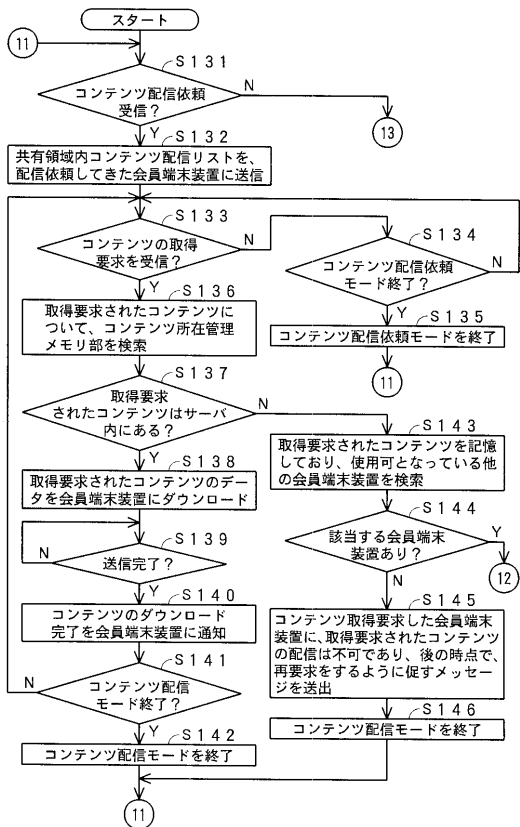 スタート
11
S131
コンテンツ配信依頼
受信?
N
13
Y
S132
共有領域内コンテンツ配信リストを、
配信依頼してきた会員端末装置に送信
S133
コンテンツの取得
要求を受信?
N
S134
コンテンツ配信依頼
モード終了?
N
Y
S135
コンテンツ配信依頼モードを終了
11
Y
S136
取得要求されたコンテンツに
ついて、コンテンツ所在管理
メモリ部を検索
S137
取得要求
されたコンテンツはサーバ
内にある?
N
Y
S138
取得要求されたコンテンツのデー
タを会員端末装置にダウンロード
S139
N
送信完了?
Y
S140
コンテンツのダウンロード
完了を会員端末装置に通知
S141
N
コンテンツ配信
モード終了?
Y
S142
コンテンツ配信モードを終了
S143
取得要求されたコンテンツを記憶
しており、使用可となっている他
の会員端末装置を検索
S144
該当する会員端末
装置あり?
Y
12
N
S145
コンテンツ取得要求した会員端末
装置に、取得要求されたコンテンツ
の配信は不可であり、後の時点で、
再要求をするように促すメッセー
ジを送出
S146
コンテンツ配信モードを終了
11